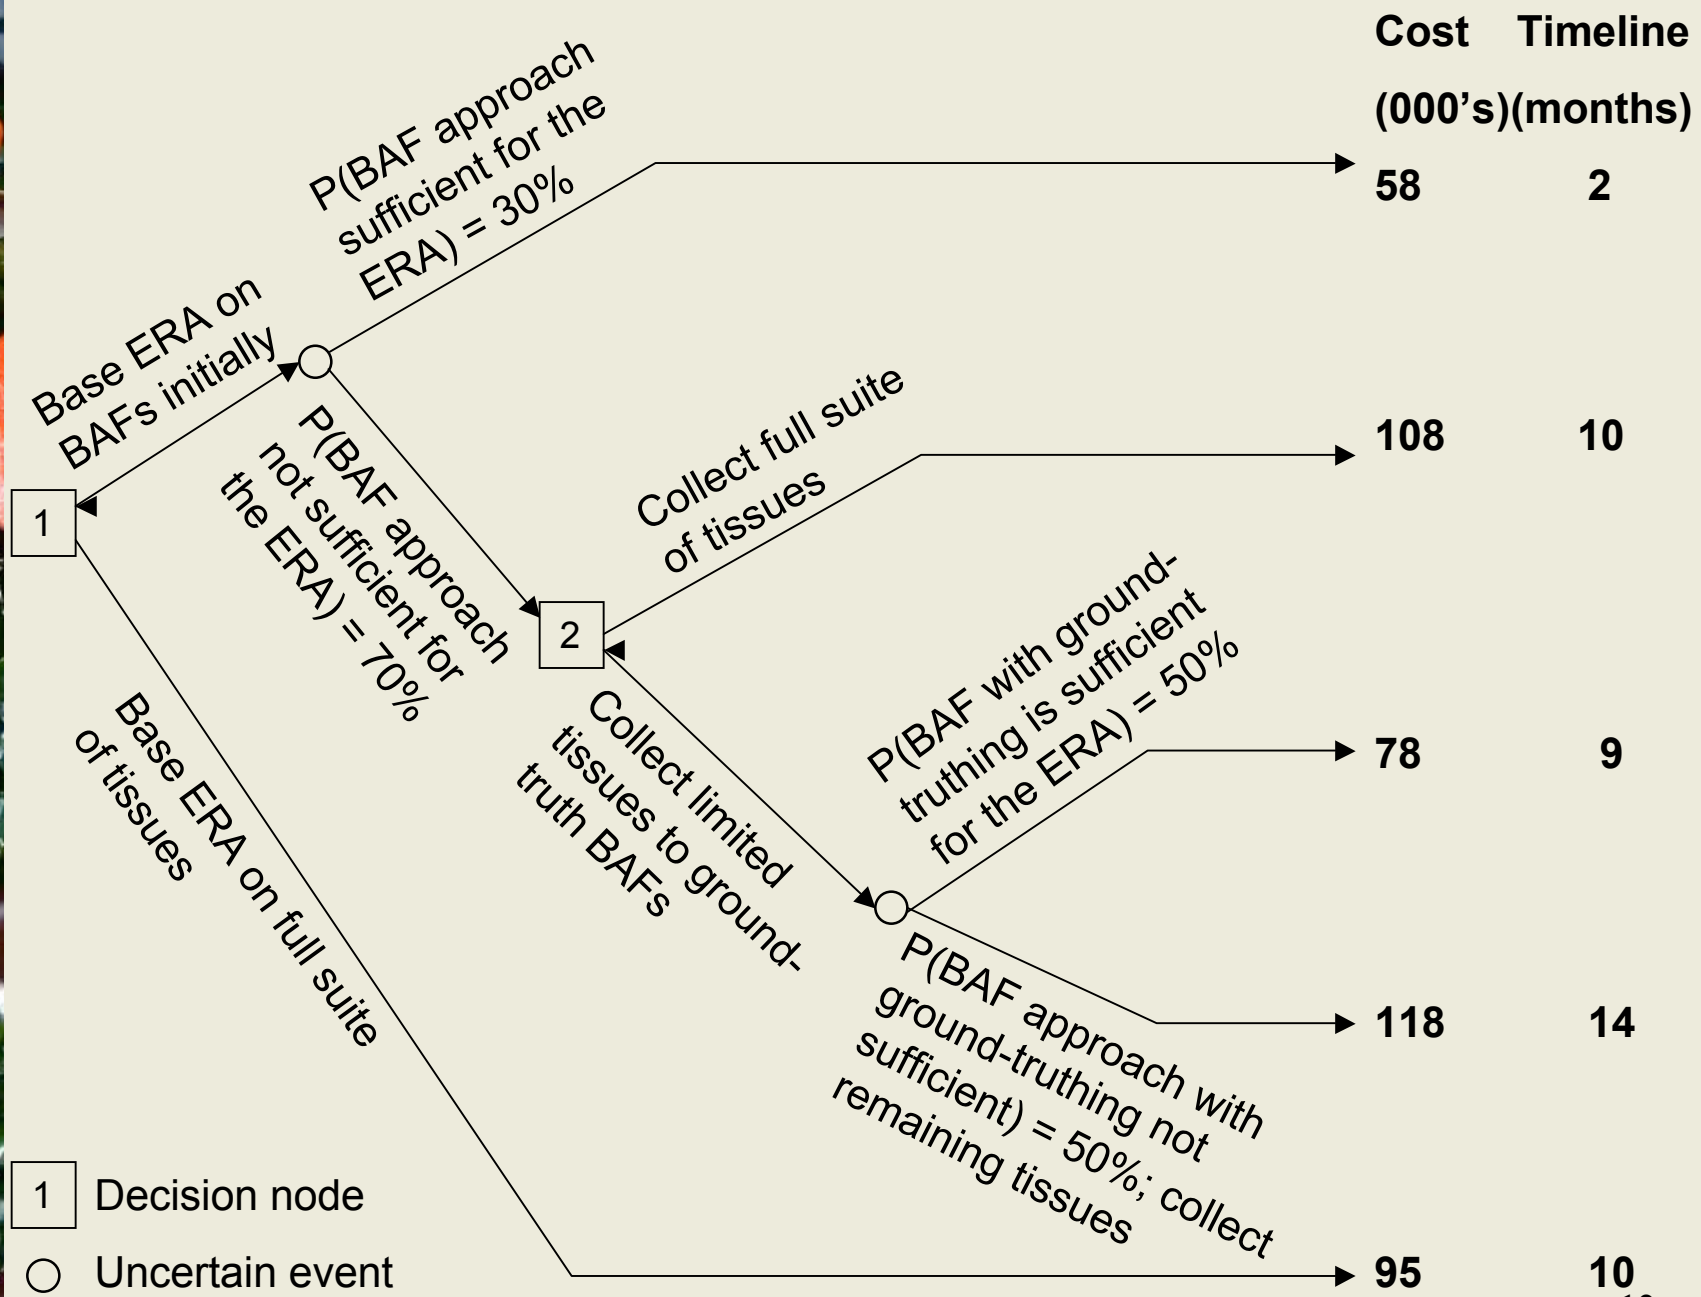 Cost Timeline
(000's)(months)
P(BAF approach
sufficient for the
ERA) = 30%
58 2
Base ERA on
BAFs initially
1
P(BAF approach
not sufficient for
the ERA) = 70%
Collect full suite
of tissues
108 10
2
Collect limited
tissues to ground-
truth BAFs
P(BAF with ground-
truthing is sufficient
for the ERA) = 50%
78 9
P(BAF approach with
ground-truthing not
sufficient) = 50%; collect
remaining tissues
118 14
Base ERA on full suite
of tissues
95 10
1 Decision node
Uncertain event